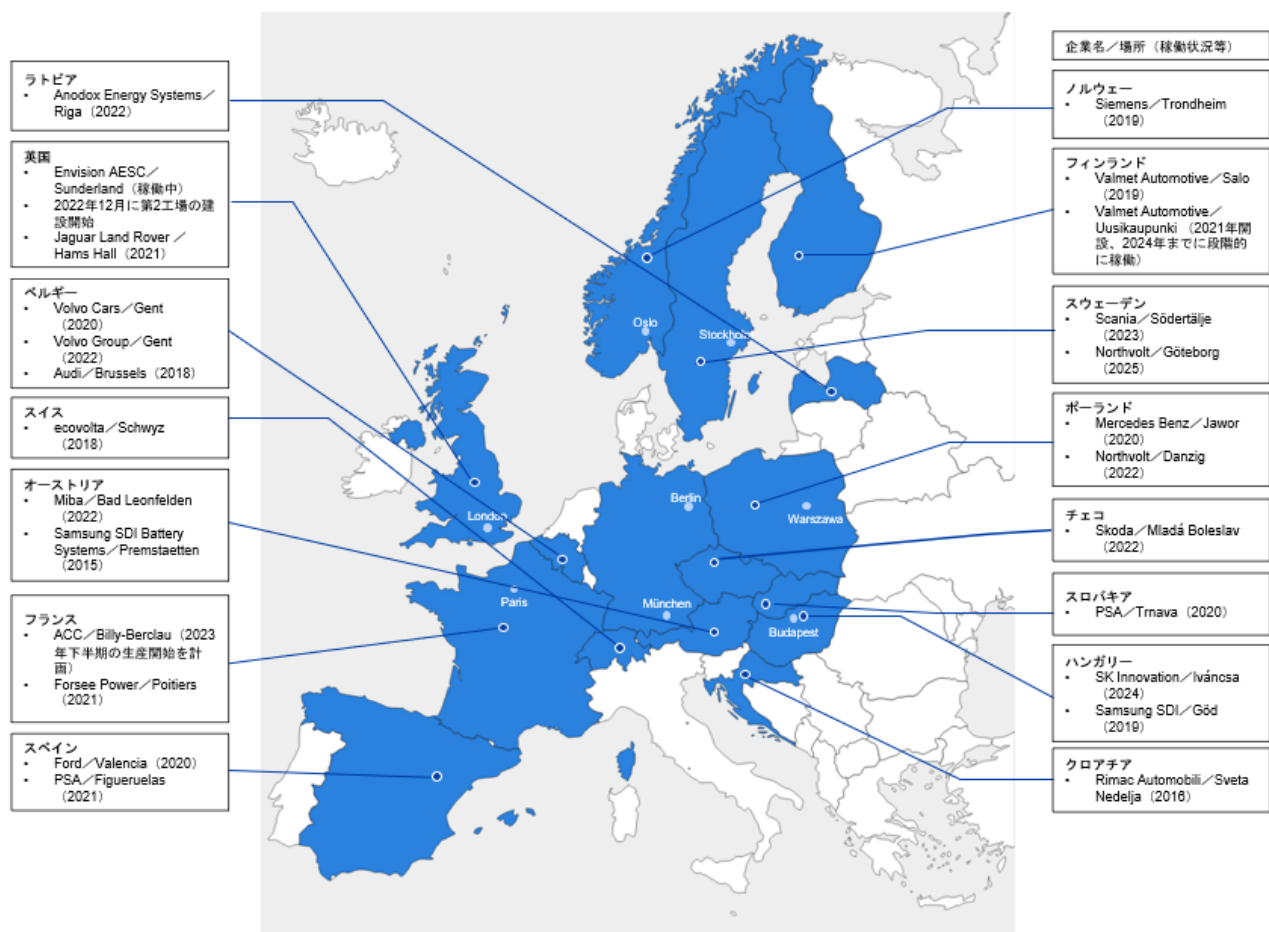 企業名／場所（稼働状況等）
ラトビア
• Anodox Energy Systems／
Riga（2022）
英国
• Envision AESC／
Sunderland（稼働中）
• 2022年12月に第2工場の建
設開始
• Jaguar Land Rover ／
Hams Hall（2021）
ベルギー
• Volvo Cars／Gent
（2020）
• Volvo Group／Gent
（2022）
• Audi／Brussels（2018）
スイス
• ecovolta／Schwyz
（2018）
オーストリア
• Miba／Bad Leonfelden
（2022）
• Samsung SDI Battery
Systems／Premstaetten
（2015）
フランス
• ACC／Billy-Berclau（2023
年下半期の生産開始を計
画）
• Forsee Power／Poitiers
（2021）
スペイン
• Ford／Valencia（2020）
• PSA／Figueruelas
（2021）
Oslo
Stockholm
Berlin
London
Warszawa
Paris
München
Budapest
ノルウェー
• Siemens／Trondheim
（2019）
フィンランド
• Valmet Automotive／Salo
（2019）
• Valmet Automotive／
Uusikaupunki （2021年開
設、2024年までに段階的
に稼働）
スウェーデン
• Scania／Södertälje
（2023）
• Northvolt／Göteborg
（2025）
ポーランド
• Mercedes Benz／Jawor
（2020）
• Northvolt／Danzig
（2022）
チェコ
• Skoda／Mladá Boleslav
（2022）
スロバキア
• PSA／Trnava（2020）
ハンガリー
• SK Innovation／Iváncsa
（2024）
• Samsung SDI／Göd
（2019）
クロアチア
• Rimac Automobili／Sveta
Nedelja（2016）